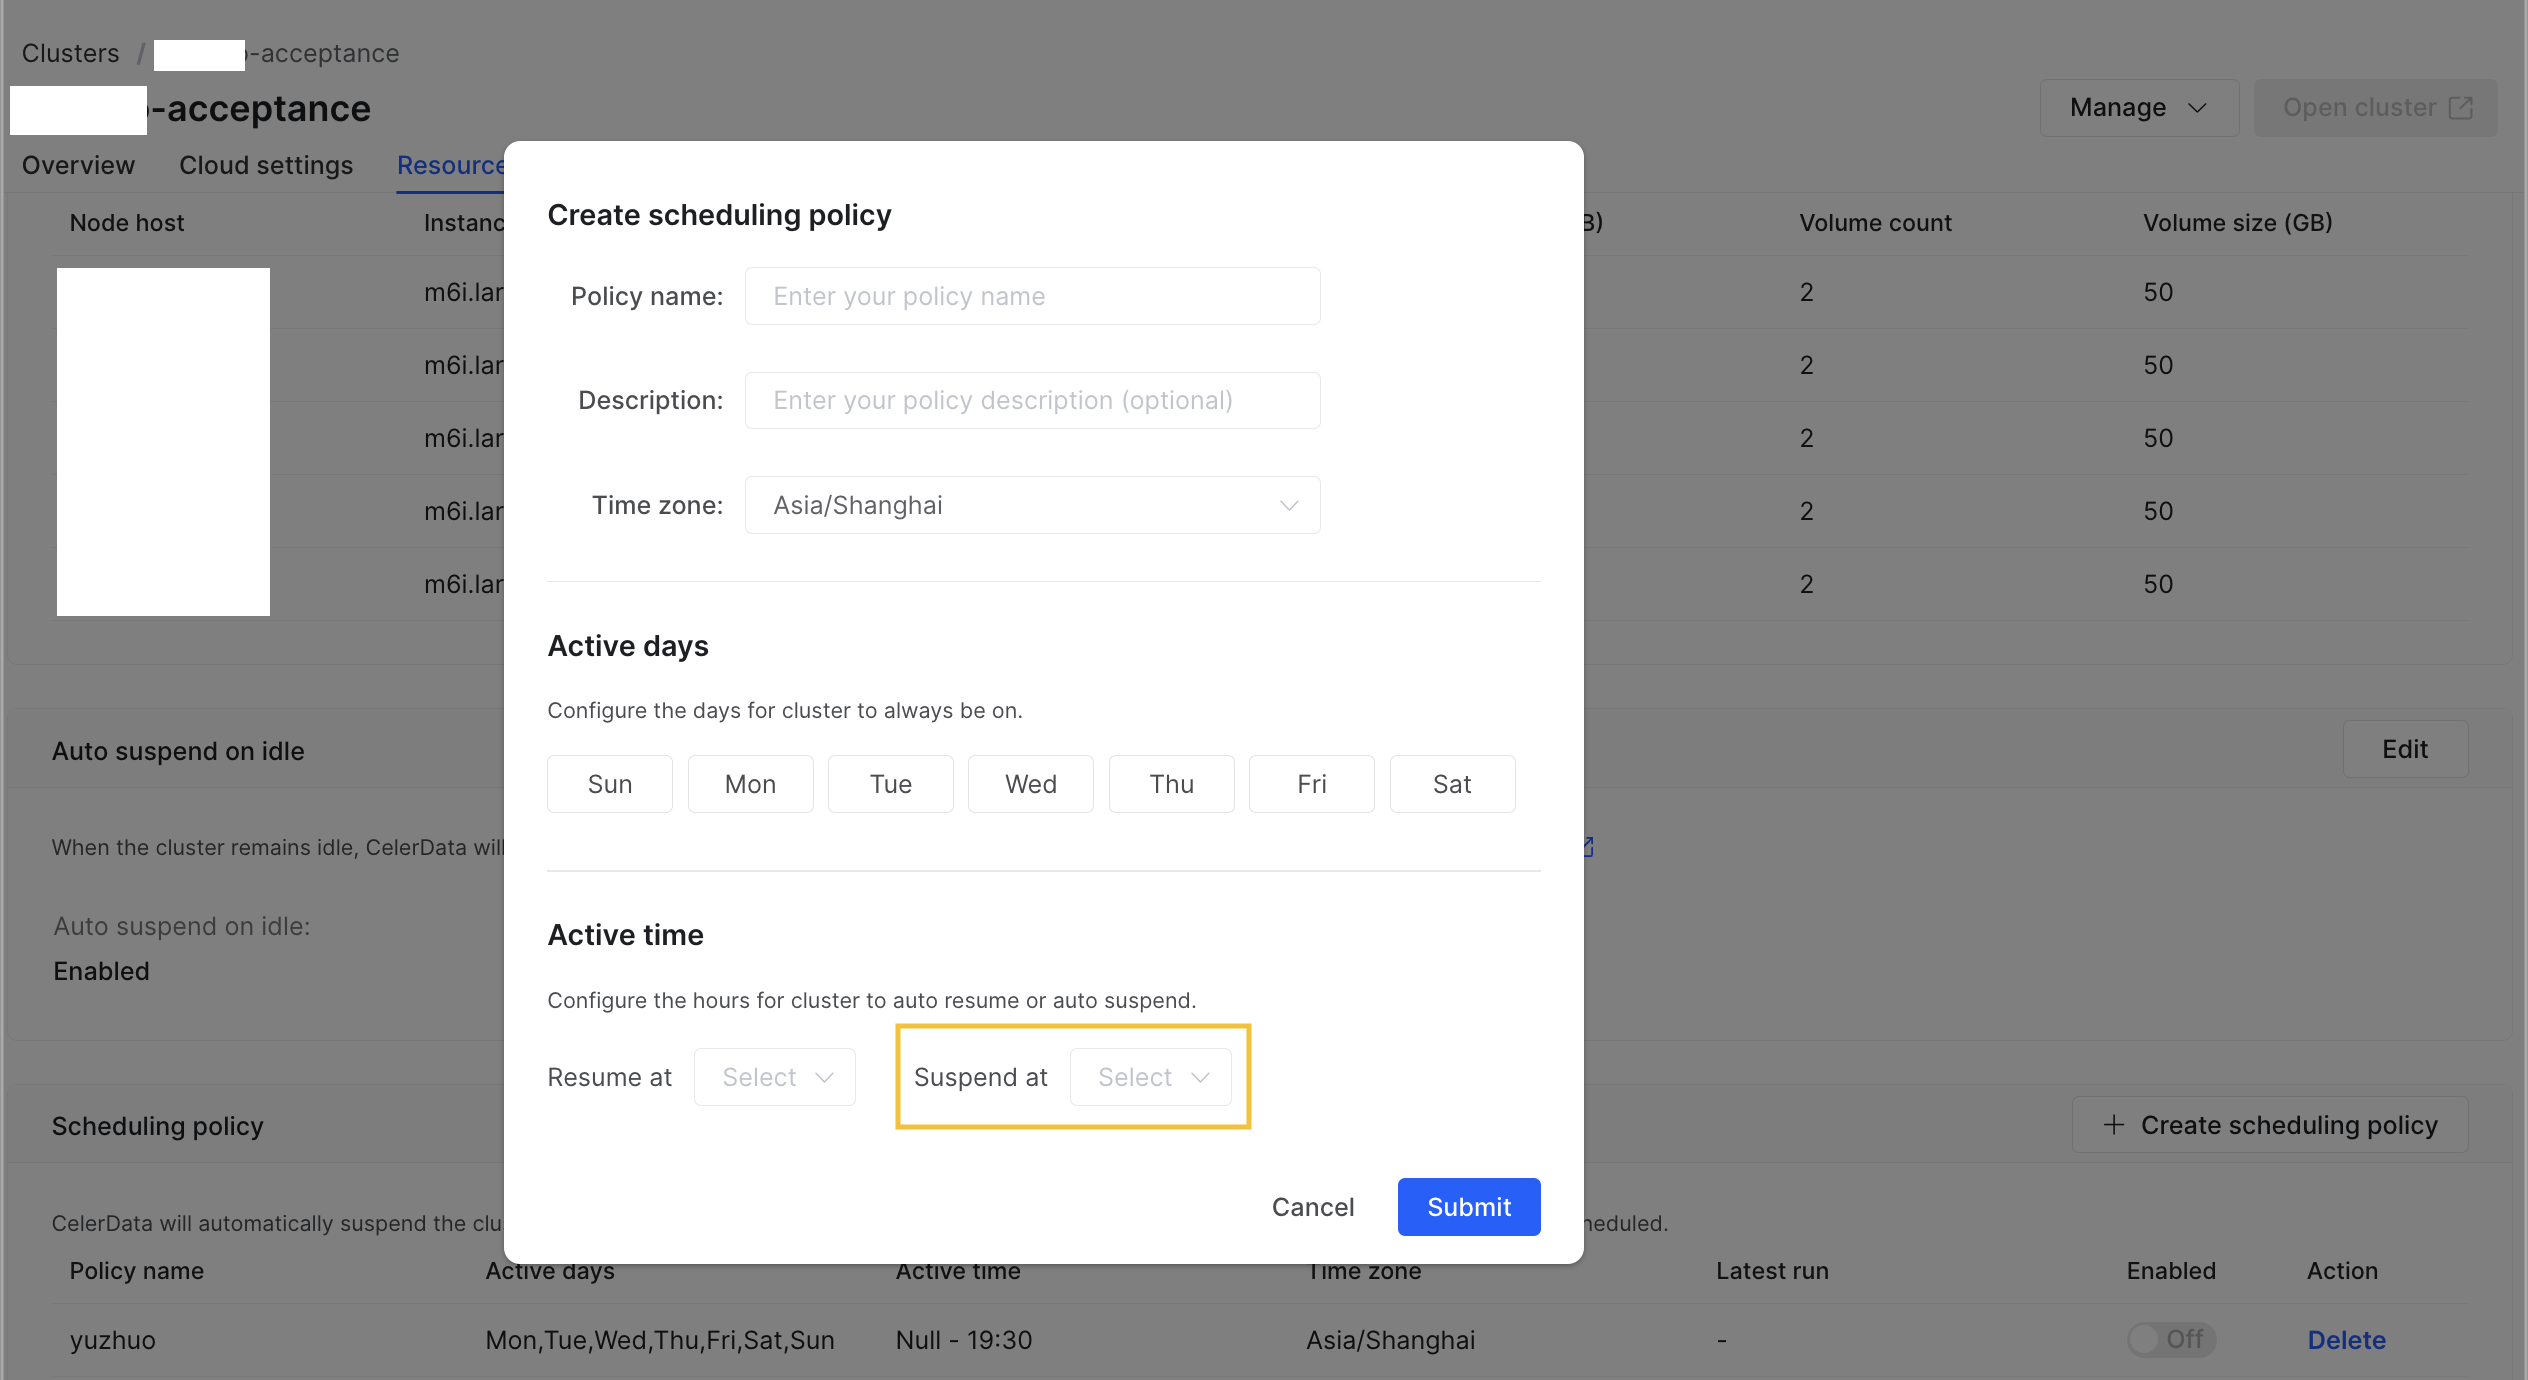 Clusters / -acceptance
-acceptance
Manage
Open cluster
Overview Cloud settings Resource
Node host Instanc B) Volume count Volume size (GB)
m6i.lar 2 50
m6i.lar 2 50
m6i.lar 2 50
m6i.lar 2 50
m6i.lar 2 50
Create scheduling policy
Policy name: Enter your policy name
Description: Enter your policy description (optional)
Time zone: Asia/Shanghai
Active days
Configure the days for cluster to always be on.
Sun Mon Tue Wed Thu Fri Sat
Active time
Configure the hours for cluster to auto resume or auto suspend.
Resume at Select Suspend at Select
Cancel Submit
Auto suspend on idle Edit
When the cluster remains idle, CelerData will
Auto suspend on idle:
Enabled
Scheduling policy + Create scheduling policy
CelerData will automatically suspend the clu heduled.
Policy name Active days Active time Time zone Latest run Enabled Action
yuzhuo Mon,Tue,Wed,Thu,Fri,Sat,Sun Null - 19:30 Asia/Shanghai - Off Delete